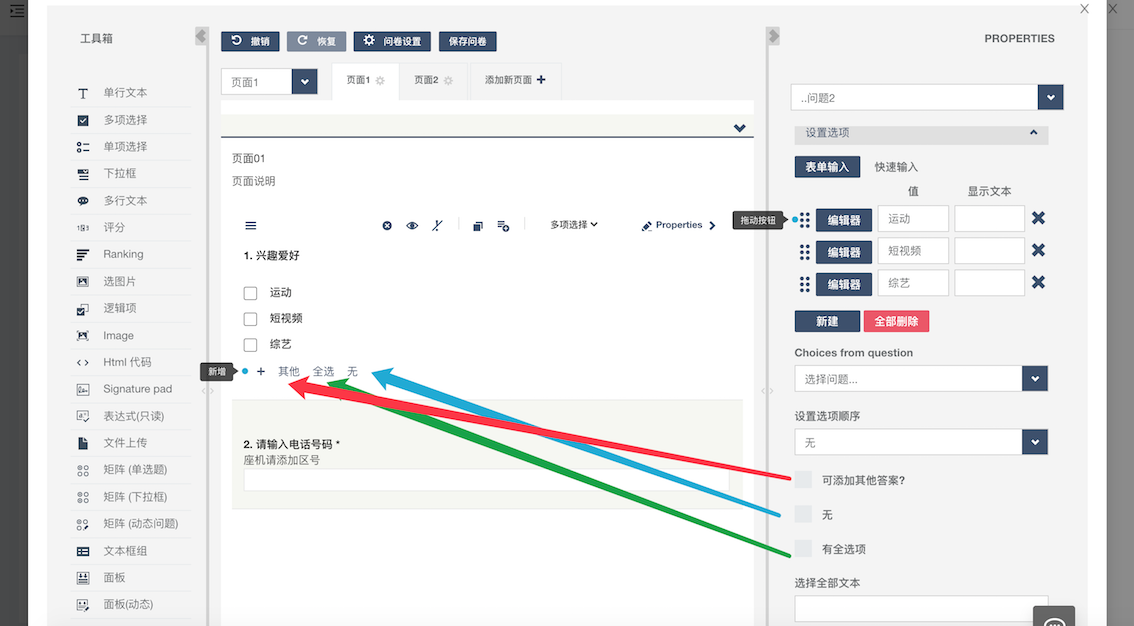 工具箱
单行文本
多项选择
单项选择
下拉框
多行文本
评分
Ranking
选图片
逻辑项
Image
Html 代码
Signature pad
表达式(只读)
文件上传
矩阵 (单选题)
矩阵 (下拉框)
矩阵 (动态问题)
文本框组
面板
面板(动态)
撤销
恢复
问卷设置
保存问卷
页面1
页面1
页面2
添加新页面
页面01
页面说明
多项选择
Properties
1. 兴趣爱好
运动
短视频
综艺
新增
其他 全选 无
2. 请输入电话号码 *
座机请添加区号
PROPERTIES
..问题2
设置选项
表单输入 快速输入
值 显示文本
拖动按钮
编辑器 运动
编辑器 短视频
编辑器 综艺
新建 全部删除
Choices from question
选择问题...
设置选项顺序
无
可添加其他答案?
无
有全选项
选择全部文本